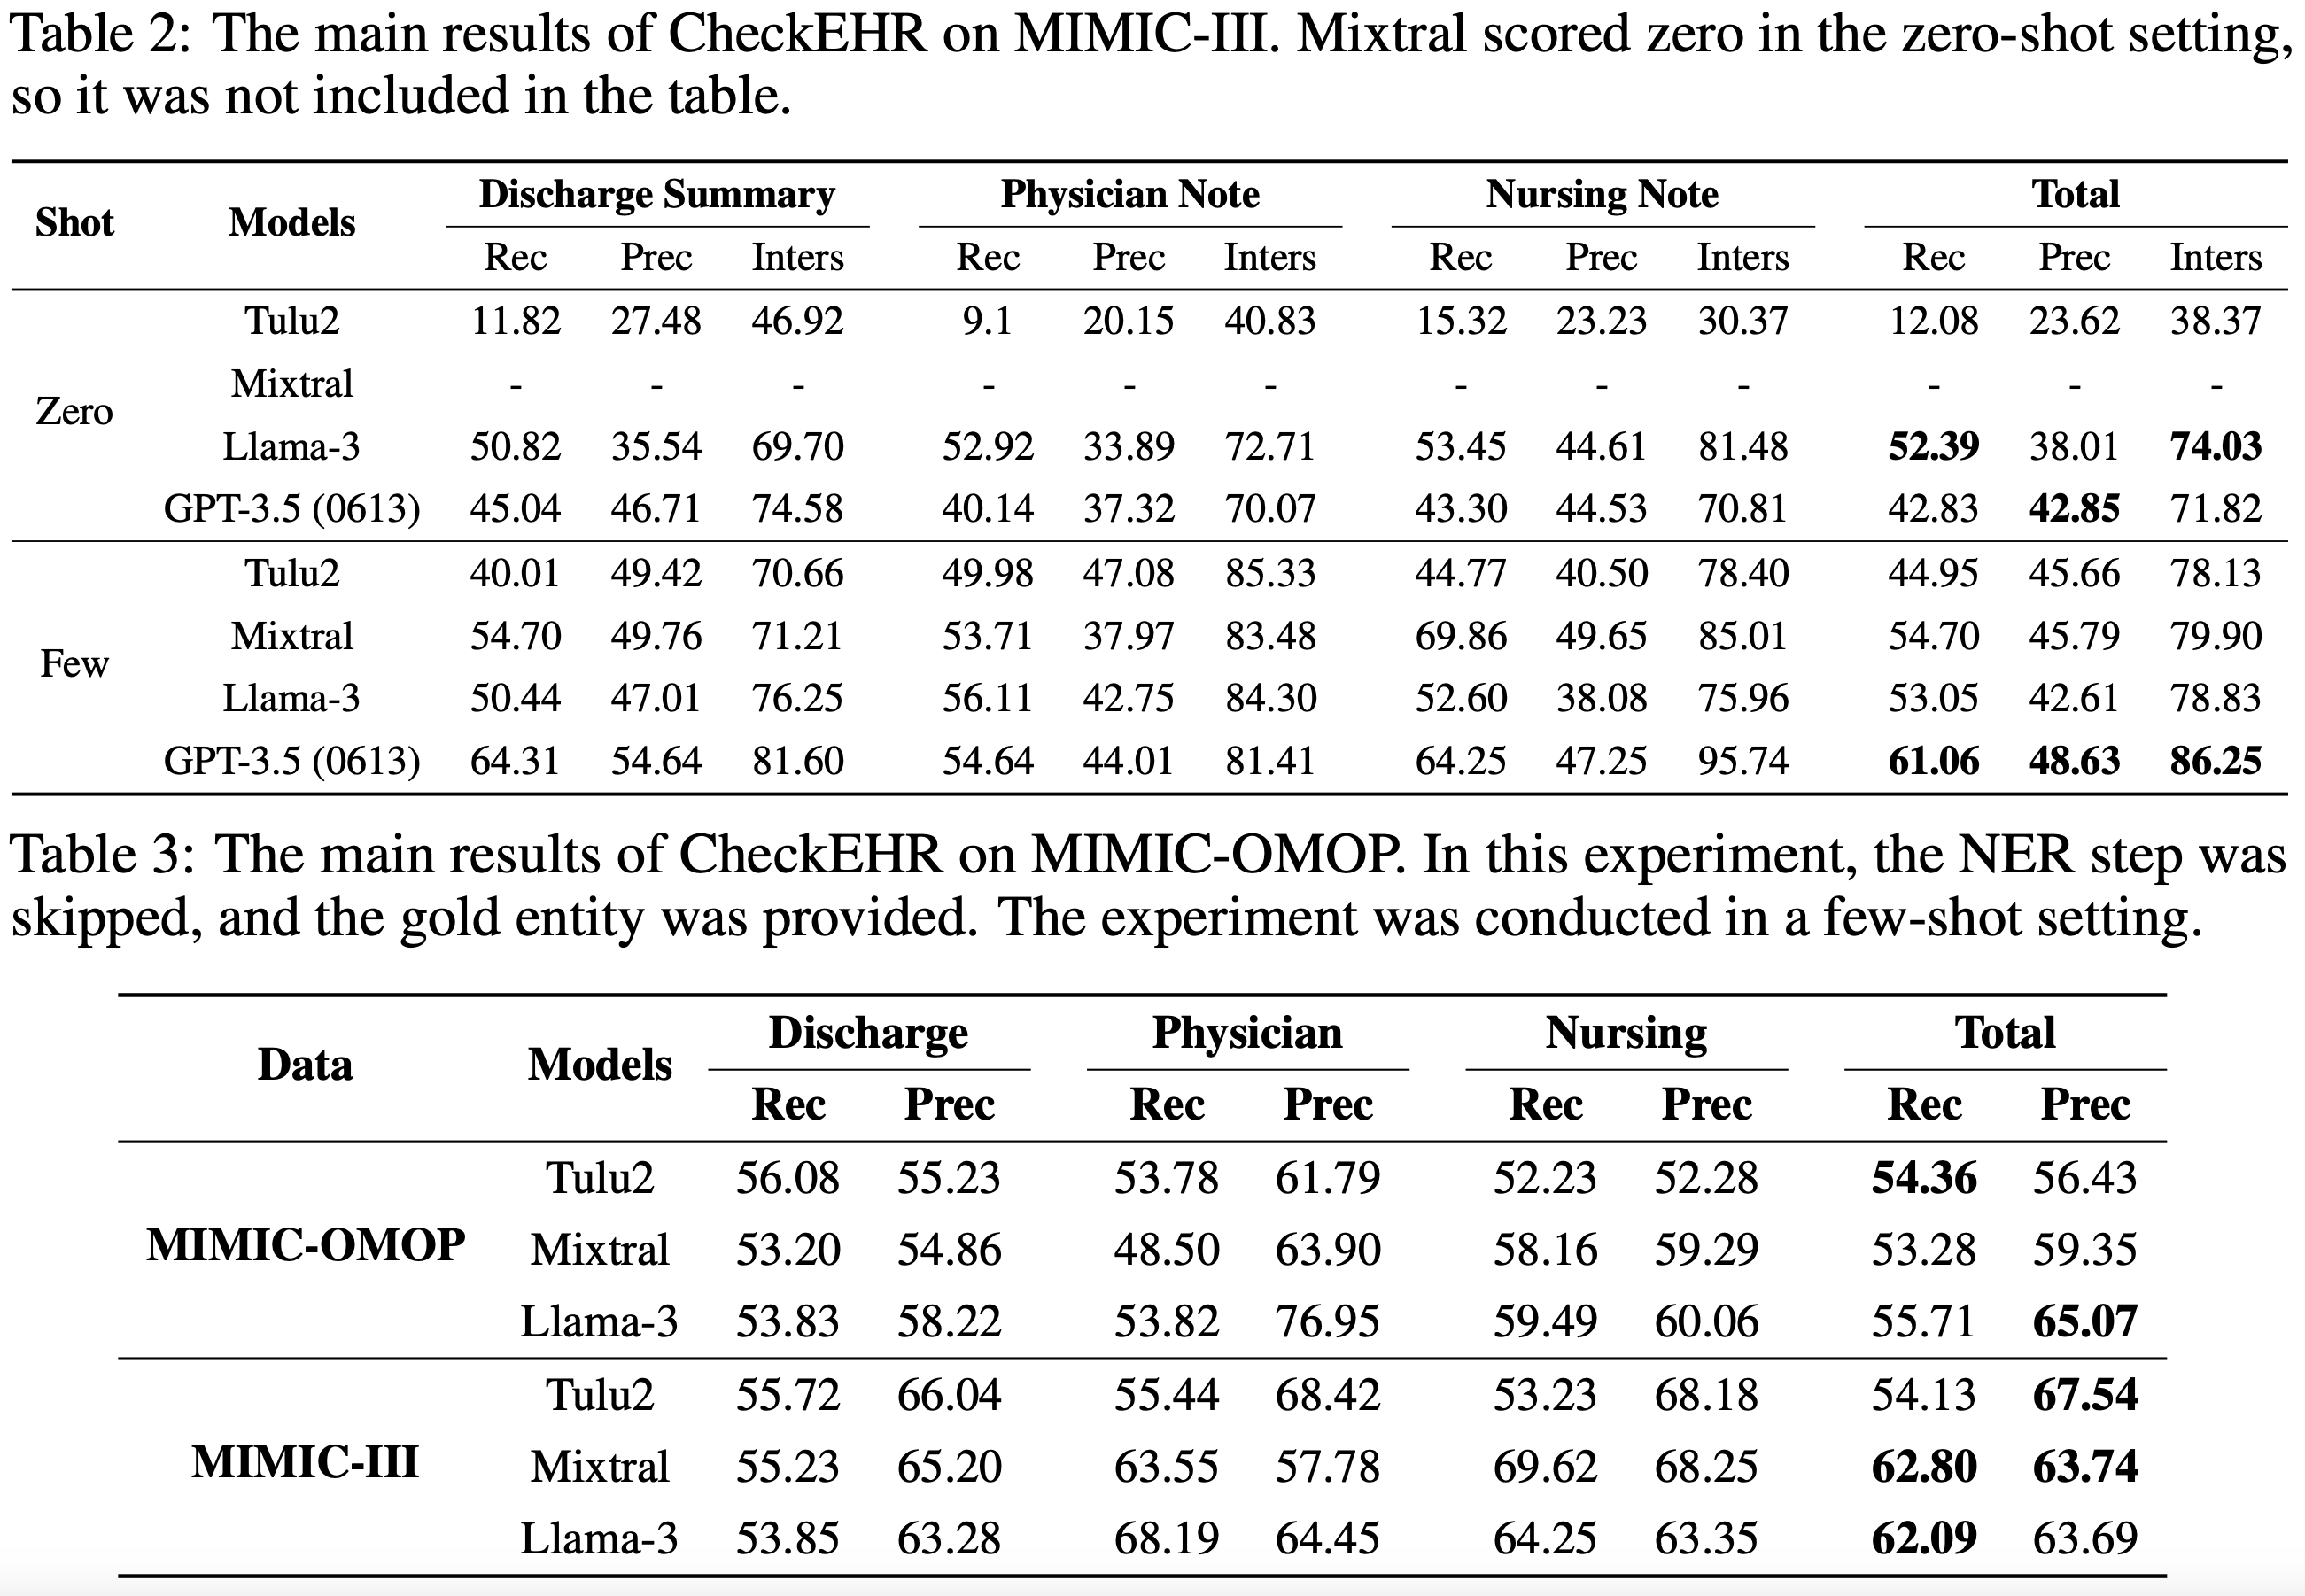 Table 2: The main results of CheckEHR on MIMIC-III. Mixtral scored zero in the zero-shot setting,
so it was not included in the table.
Shot Models Discharge Summary Physician Note Nursing Note Total
Rec Prec Inters Rec Prec Inters Rec Prec Inters Rec Prec Inters
Zero
Tulu2 11.82 27.48 46.92 9.1 20.15 40.83 15.32 23.23 30.37 12.08 23.62 38.37
Mixtral - - - - - - - - - - - -
Llama-3 50.82 35.54 69.70 52.92 33.89 72.71 53.45 44.61 81.48 52.39 38.01 74.03
GPT-3.5 (0613) 45.04 46.71 74.58 40.14 37.32 70.07 43.30 44.53 70.81 42.83 42.85 71.82
Few
Tulu2 40.01 49.42 70.66 49.98 47.08 85.33 44.77 40.50 78.40 44.95 45.66 78.13
Mixtral 54.70 49.76 71.21 53.71 37.97 83.48 69.86 49.65 85.01 54.70 45.79 79.90
Llama-3 50.44 47.01 76.25 56.11 42.75 84.30 52.60 38.08 75.96 53.05 42.61 78.83
GPT-3.5 (0613) 64.31 54.64 81.60 54.64 44.01 81.41 64.25 47.25 95.74 61.06 48.63 86.25
Table 3: The main results of CheckEHR on MIMIC-OMOP. In this experiment, the NER step was
skipped, and the gold entity was provided. The experiment was conducted in a few-shot setting.
Data Models Discharge Physician Nursing Total
Rec Prec Rec Prec Rec Prec Rec Prec
Tulu2 56.08 55.23 53.78 61.79 52.23 52.28 54.36 56.43
MIMIC-OMOP Mixtral 53.20 54.86 48.50 63.90 58.16 59.29 53.28 59.35
Llama-3 53.83 58.22 53.82 76.95 59.49 60.06 55.71 65.07
Tulu2 55.72 66.04 55.44 68.42 53.23 68.18 54.13 67.54
MIMIC-III Mixtral 55.23 65.20 63.55 57.78 69.62 68.25 62.80 63.74
Llama-3 53.85 63.28 68.19 64.45 64.25 63.35 62.09 63.69